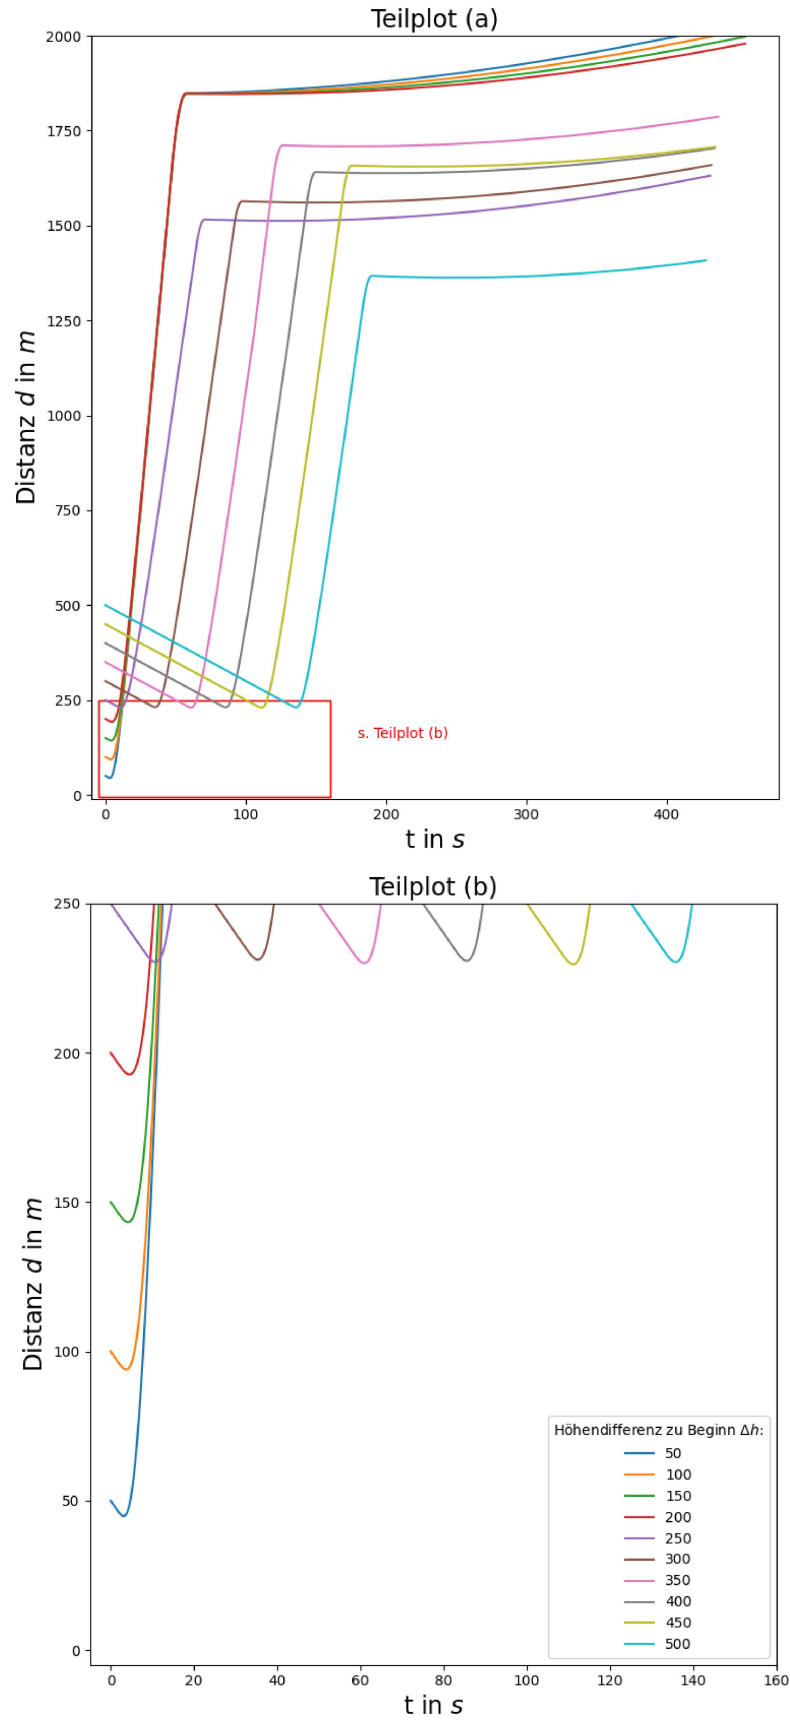 Teilplot (a)
2000
1750
1500
1250
1000
750
500
250
0
Distanz d in m
s. Teilplot (b)
0 100 200 300 400
t in s
Teilplot (b)
250
200
150
100
50
0
Distanz d in m
Höhendifferenz zu Beginn Δh:
50
100
150
200
250
300
350
400
450
500
0 20 40 60 80 100 120 140 160
t in s